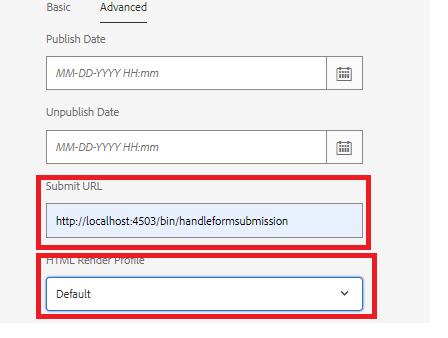 Basic Advanced
Publish Date
MM-DD-YYYY HH:mm
Unpublish Date
MM-DD-YYYY HH:mm
Submit URL
http://localhost:4503/bin/handleformsubmission
HTML Render Profile
Default